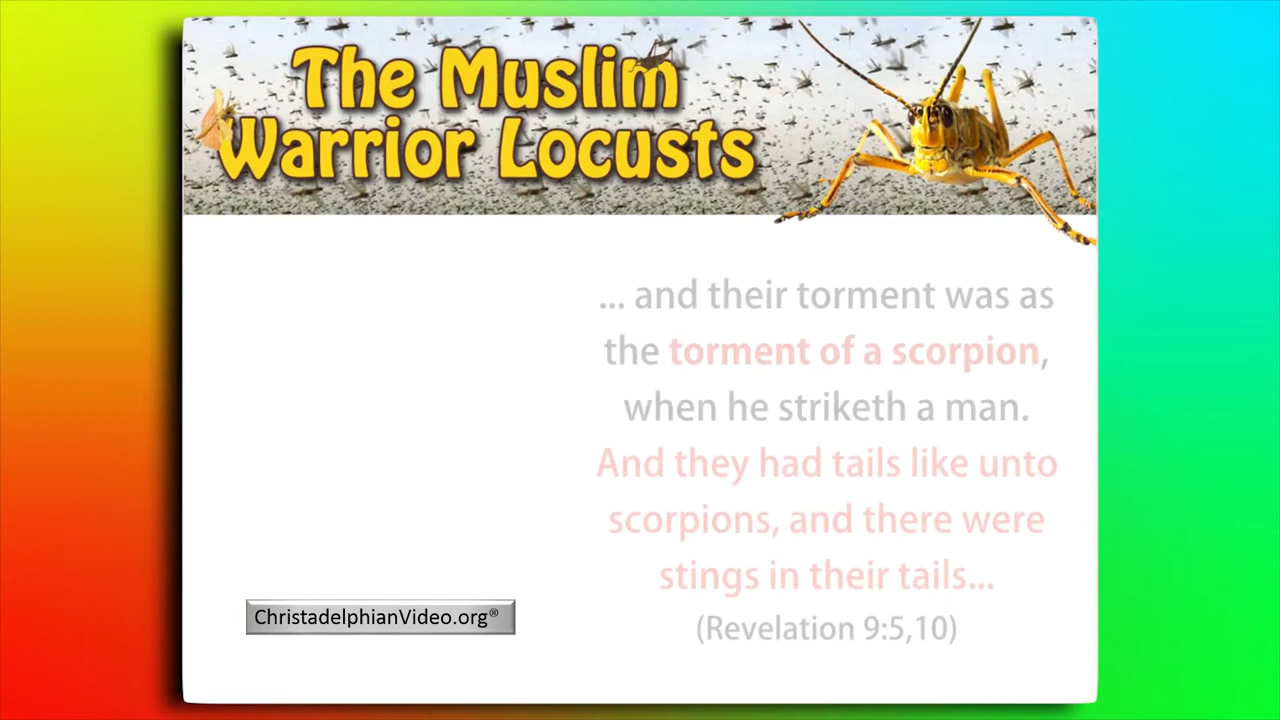 The Muslim
Warrior Locusts
... and their torment was as
the torment of a scorpion,
when he striketh a man.
And they had tails like unto
scorpions, and there were
stings in their tails...
(Revelation 9:5,10)
ChristadelphianVideo.org®